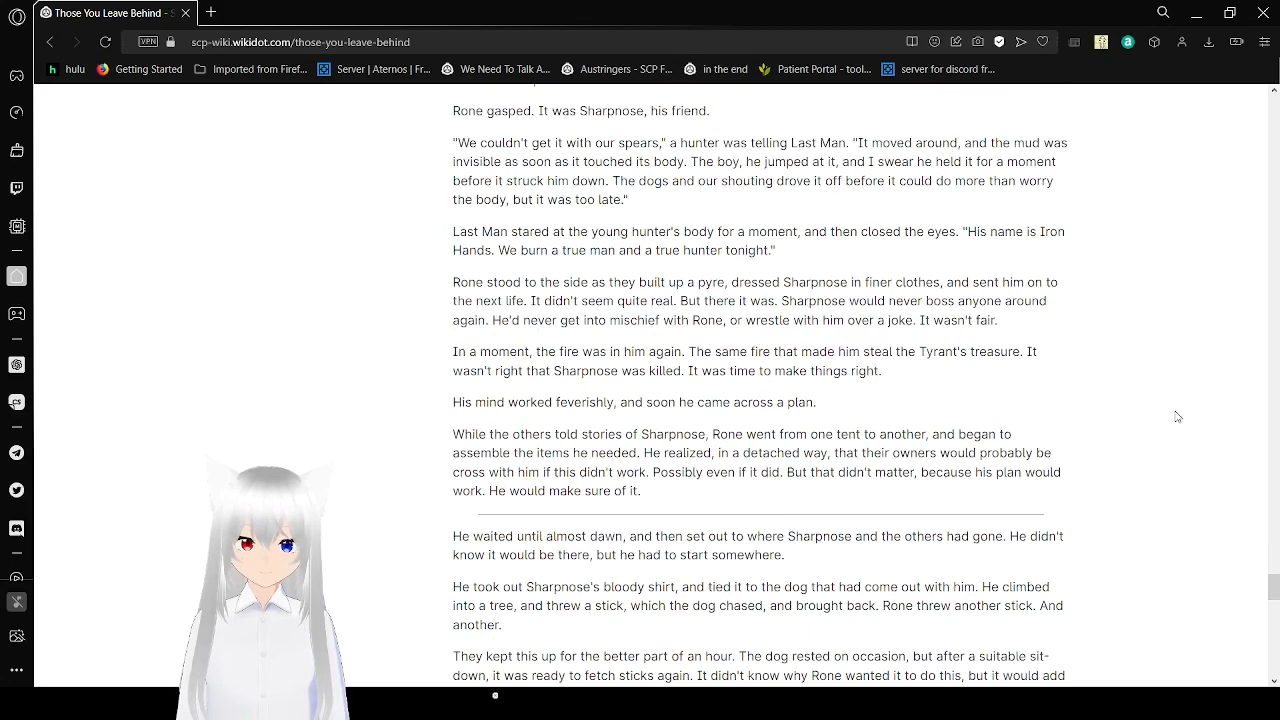 Those You Leave Behind - S
scp-wiki.wikidot.com/those-you-leave-behind
VPN
hulu
Getting Started
Imported from Firef...
Server | Aternos | Fr...
We Need To Talk A...
Austringers - SCP F...
in the end
Patient Portal - tool...
server for discord fr...
Rone gasped. It was Sharpnose, his friend.
"We couldn't get it with our spears," a hunter was telling Last Man. "It moved around, and the mud was
invisible as soon as it touched its body. The boy, he jumped at it, and I swear he held it for a moment
before it struck him down. The dogs and our shouting drove it off before it could do more than worry
the body, but it was too late."
Last Man stared at the young hunter's body for a moment, and then closed the eyes. "His name is Iron
Hands. We burn a true man and a true hunter tonight."
Rone stood to the side as they built up a pyre, dressed Sharpnose in finer clothes, and sent him on to
the next life. It didn't seem quite real. But there it was. Sharpnose would never boss anyone around
again. He'd never get into mischief with Rone, or wrestle with him over a joke. It wasn't fair.
In a moment, the fire was in him again. The same fire that made him steal the Tyrant's treasure. It
wasn't right that Sharpnose was killed. It was time to make things right.
His mind worked feverishly, and soon he came across a plan.
While the others told stories of Sharpnose, Rone went from one tent to another, and began to
assemble the items he needed. He realized, in a detached way, that their owners would probably be
cross with him if this didn't work. Possibly even if it did. But that didn't matter, because his plan would
work. He would make sure of it.
He waited until almost dawn, and then set out to where Sharpnose and the others had gone. He didn't
know it would be there, but he had to start somewhere.
He took out Sharpnose's bloody shirt, and tied it to the dog that had come out with him. He climbed
into a tree, and threw a stick, which the dog chased, and brought back. Rone threw another stick. And
another.
They kept this up for the better part of an hour. The dog rested on occasion, but after a suitable sit-
down, it was ready to fetch sticks again. It didn't know why Rone wanted it to do this, but it would add